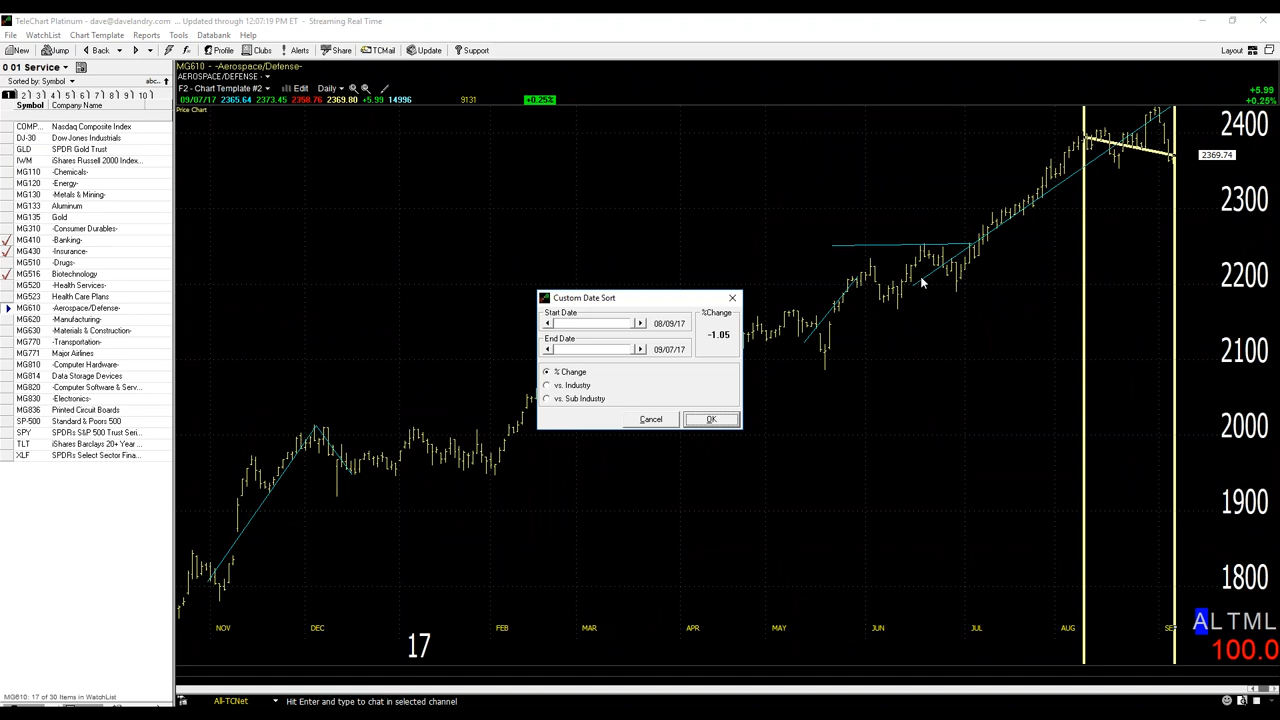 TeleChart Platinum - dave@davelandry.com ... Updated through 12:07:19 PM ET - Streaming Real Time
File WatchList Chart Template Reports Tools Database Help
New Jump Back Profile Clubs Alerts Share TCMail Update Support Layout
0 01 Service
Sorted by: Symbol abc..
1 2 3 4 5 6 7 8 9 10
Symbol Company Name
COMP... Nasdaq Composite Index
DJ-30 Dow Jones Industrials
GLD SPDR Gold Trust
IWM iShares Russell 2000 Index...
MG110 -Chemicals-
MG120 -Energy-
MG130 -Metals & Mining-
MG133 Aluminum
MG135 Gold
MG310 -Consumer Durables-
MG410 -Banking-
MG430 -Insurance-
MG510 -Drugs-
MG516 Biotechnology
MG520 -Health Services-
MG523 Health Care Plans
MG610 -Aerospace/Defense-
MG620 -Manufacturing-
MG630 -Materials & Construction-
MG770 -Transportation-
MG771 Major Airlines
MG810 -Computer Hardware-
MG814 Data Storage Devices
MG820 -Computer Software & Serv...
MG830 -Electronics-
MG836 Printed Circuit Boards
SP-500 Standard & Poors 500
SPY SPDRs S&P 500 Trust Seri...
TLT iShares Barclays 20+ Year ...
XLF SPDRs Select Sector Fina...
MG610: 17 of 30 Items in WatchList
MG610 - -Aerospace/Defense-
AEROSPACE/DEFENSE -
F2 - Chart Template #2 Edit Daily
09/07/17 2365.64 2373.45 2358.76 2369.80 +5.99 14996 9131 +0.25%
+5.99
+0.25%
Price Chart
2400
2369.74
2300
2200
2100
2000
1900
1800
Custom Date Sort
Start Date
08/09/17
End Date
09/07/17
%Change
-1.05
% Change
vs. Industry
vs. Sub Industry
Cancel OK
NOV DEC 17 FEB MAR APR MAY JUN JUL AUG SE
ALTML
100.0
All-TCNet Hit Enter and type to chat in selected channel